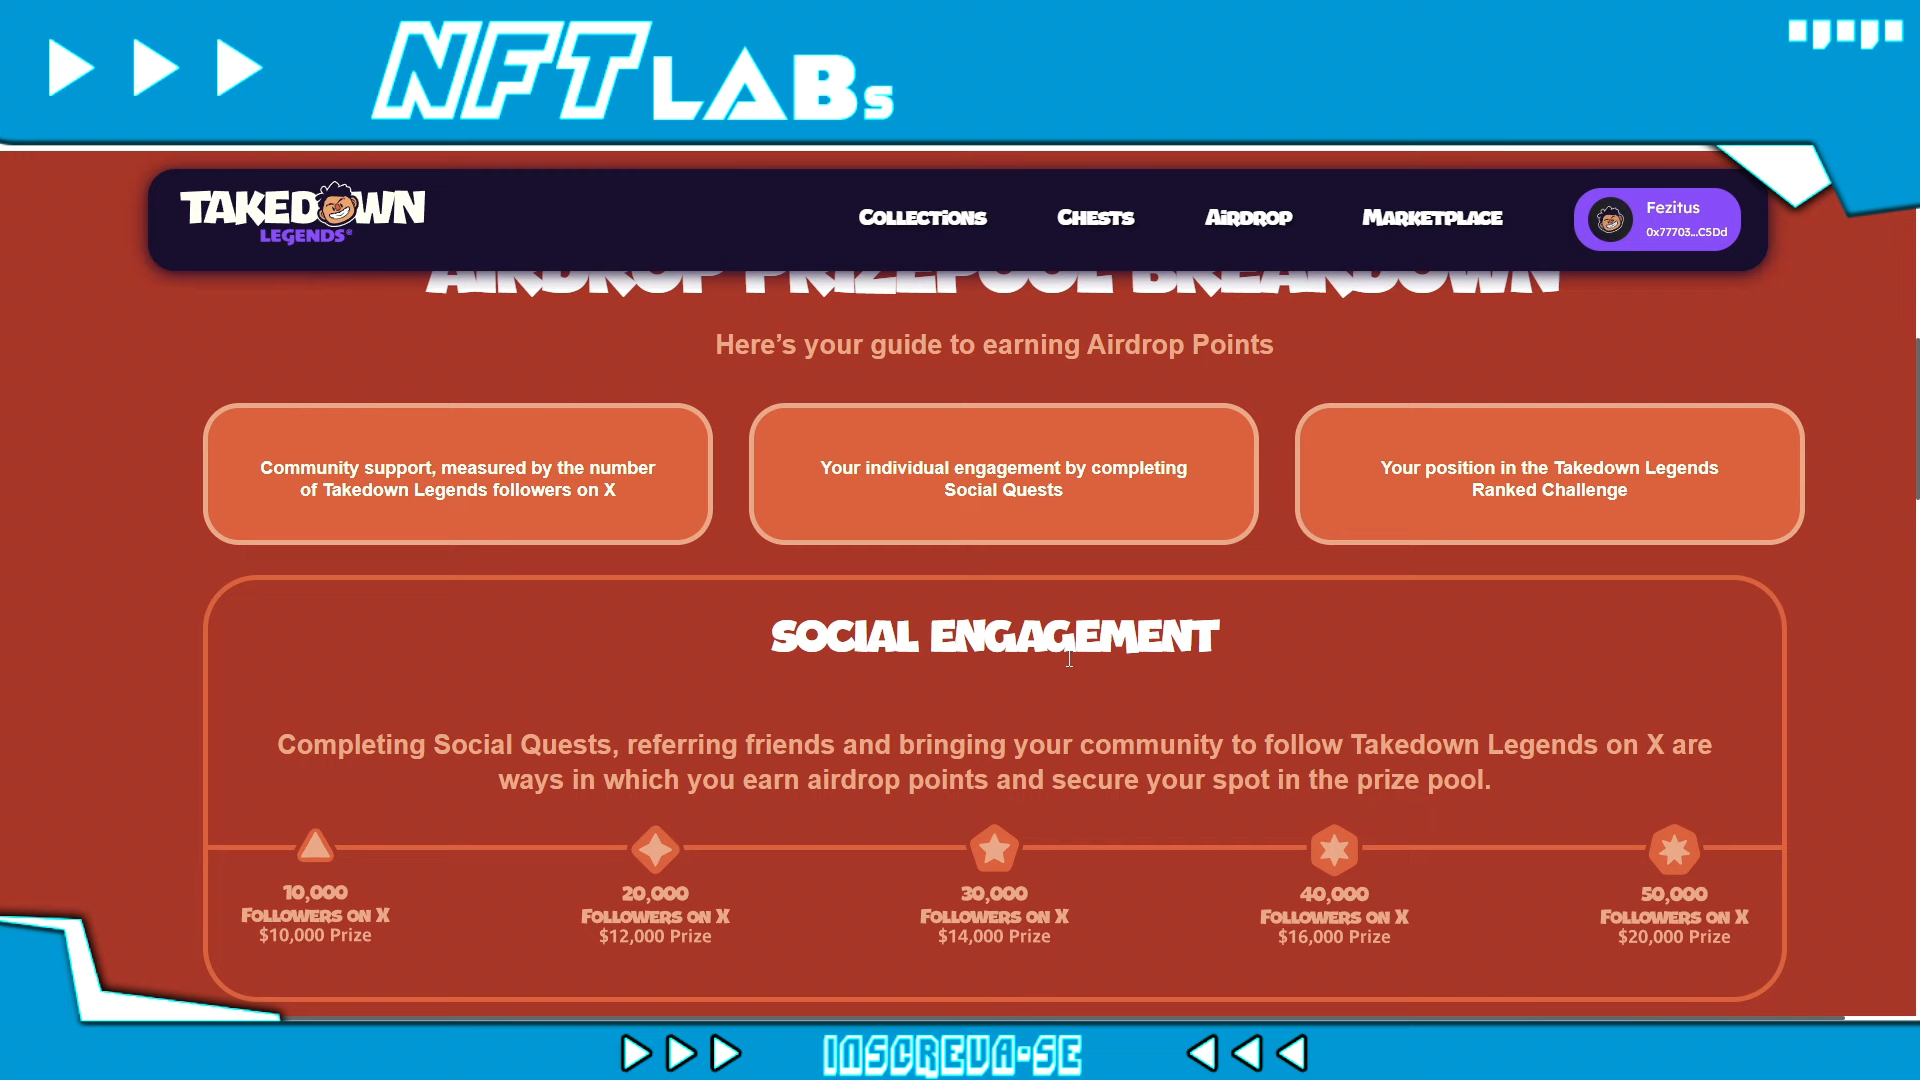 NFT LABs
TAKEDOWN
LEGENDS®
Collections
Chests
Airdrop
Marketplace
Fezitus
0x77703...C5Dd
AIRDROP PRIZEPOOL BREAKDOWN
Here’s your guide to earning Airdrop Points
Community support, measured by the number
of Takedown Legends followers on X
Your individual engagement by completing
Social Quests
Your position in the Takedown Legends
Ranked Challenge
SOCIAL ENGAGEMENT
Completing Social Quests, referring friends and bringing your community to follow Takedown Legends on X are
ways in which you earn airdrop points and secure your spot in the prize pool.
10,000
Followers on X
$10,000 Prize
20,000
Followers on X
$12,000 Prize
30,000
Followers on X
$14,000 Prize
40,000
Followers on X
$16,000 Prize
50,000
Followers on X
$20,000 Prize
INSCREVA-SE